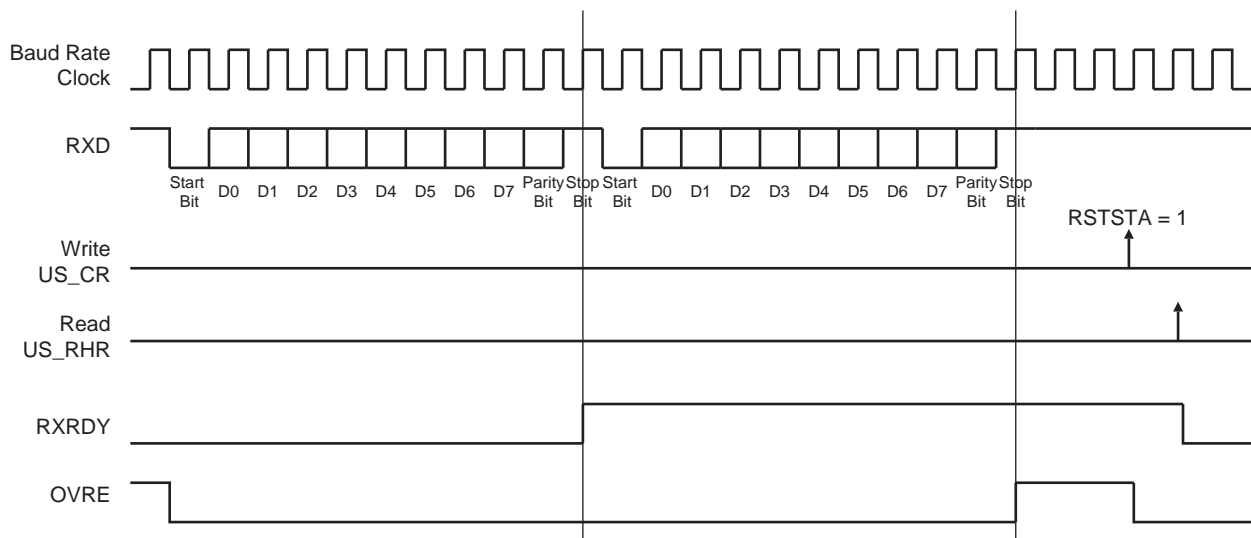 Baud Rate
Clock
RXD
Start
Bit
D0 D1 D2 D3 D4 D5 D6 D7
Parity
Bit
Stop
Bit
Start
Bit
D0 D1 D2 D3 D4 D5 D6 D7
Parity
Bit
Stop
Bit
RSTSTA = 1
Write
US_CR
Read
US_RHR
RXRDY
OVRE